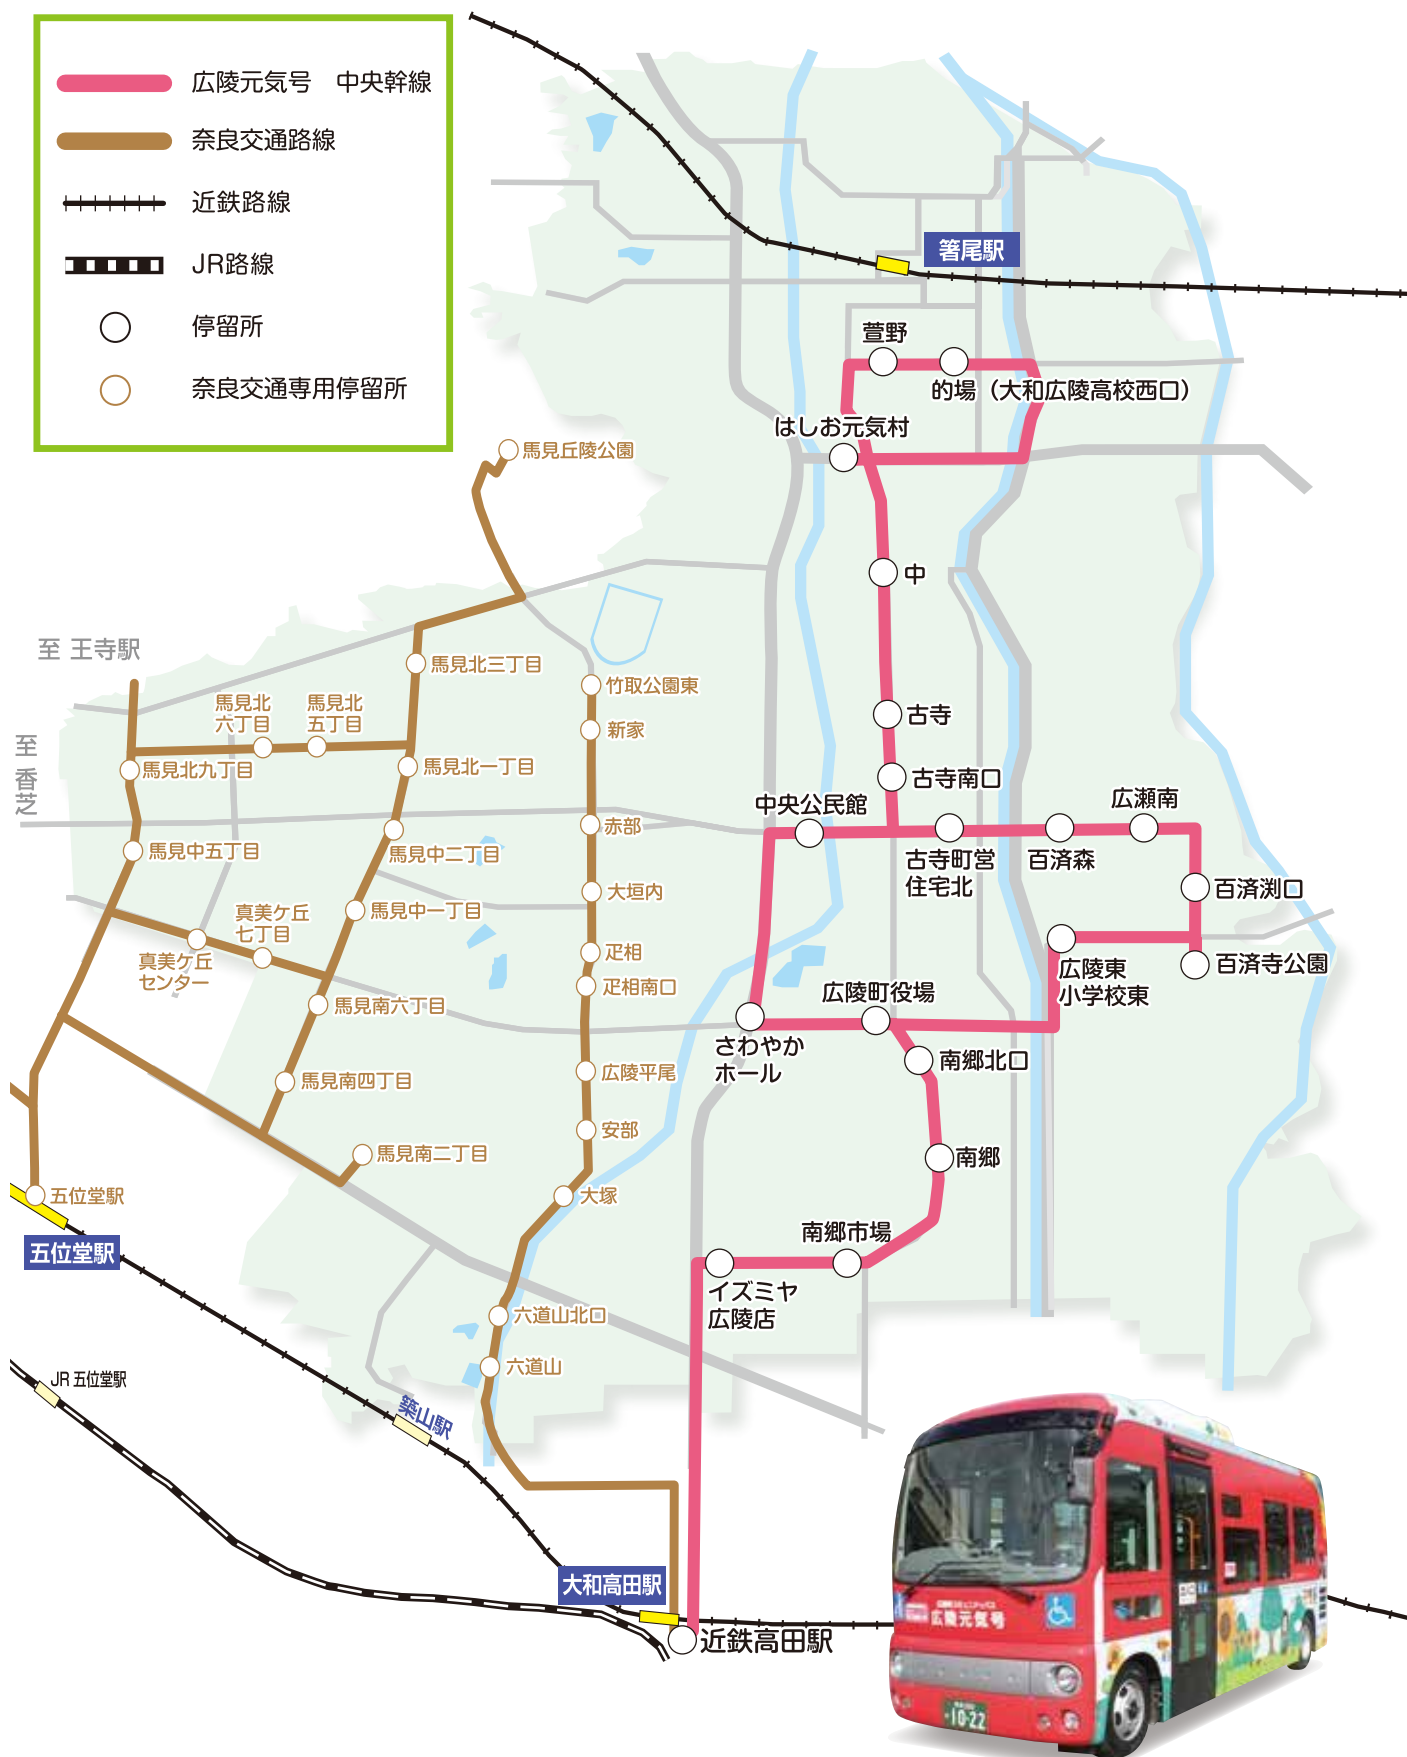 広陵元気号　中央幹線
奈良交通路線
近鉄路線
JR路線
停留所
奈良交通専用停留所
箸尾駅
萱野
的場（大和広陵高校西口）
はしお元気村
馬見丘陵公園
中
至 王寺駅
馬見北三丁目
竹取公園東
馬見北
六丁目
馬見北
五丁目
古寺
新家
至
香
芝
馬見北九丁目
馬見北一丁目
古寺南口
中央公民館
広瀬南
赤部
馬見中五丁目
馬見中二丁目
古寺町営
住宅北
百済森
大垣内
百済渕口
真美ケ丘
七丁目
馬見中一丁目
真美ケ丘
センター
疋相
広陵東
小学校東
百済寺公園
疋相南口
広陵町役場
馬見南六丁目
さわやか
ホール
南郷北口
広陵平尾
馬見南四丁目
安部
馬見南二丁目
南郷
五位堂駅
大塚
五位堂駅
南郷市場
イズミヤ
広陵店
六道山北口
六道山
JR 五位堂駅
築山駅
大和高田駅
近鉄高田駅
広陵元気号
10-22